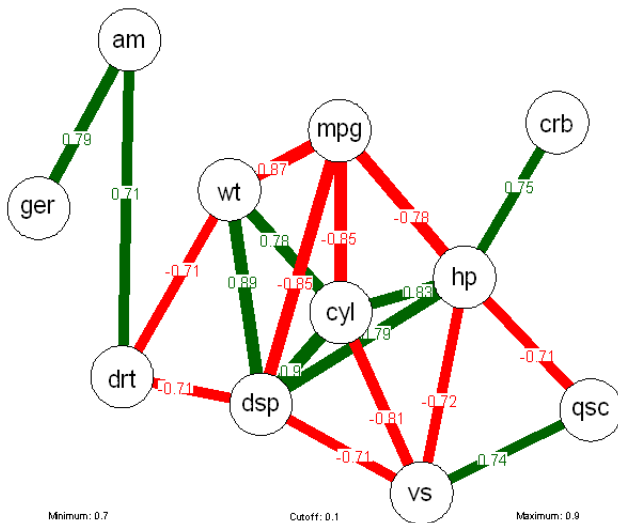 am
mpg
crb
0.79
0.87
wt
0.71
0.75
ger
-0.78
0.78
-0.71
-0.85
hp
0.89
-0.85
0.83
cyl
0.79
-0.71
0.9
drt
-0.71
-0.72
dsp
-0.81
qsc
-0.71
0.74
vs
Minimum: 0.7 Cutoff: 0.1 Maximum: 0.9